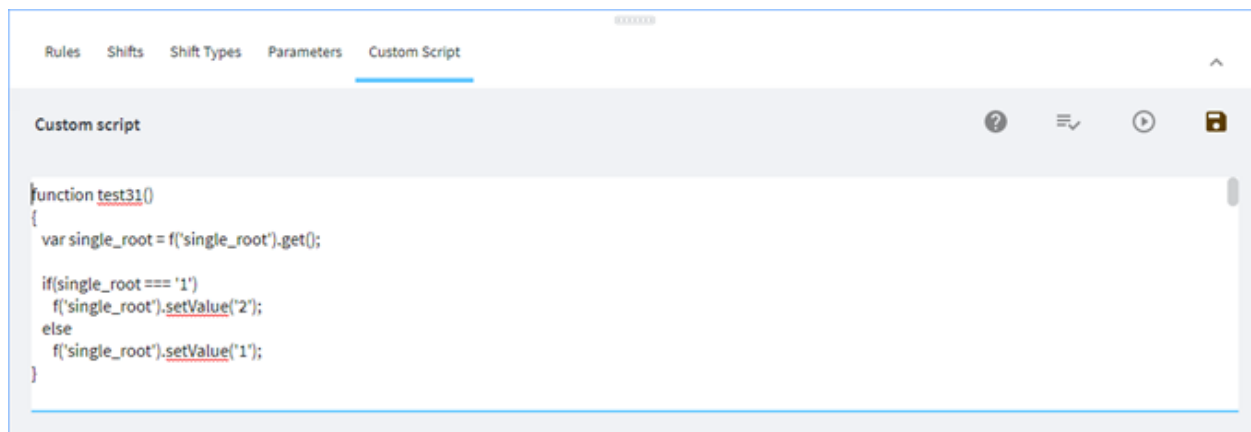 Rules Shifts Shift Types Parameters Custom Script
Custom script
function test31()
{
var single_root = f('single_root').get();
if(single_root === '1')
f('single_root').setValue('2');
else
f('single_root').setValue('1');
}